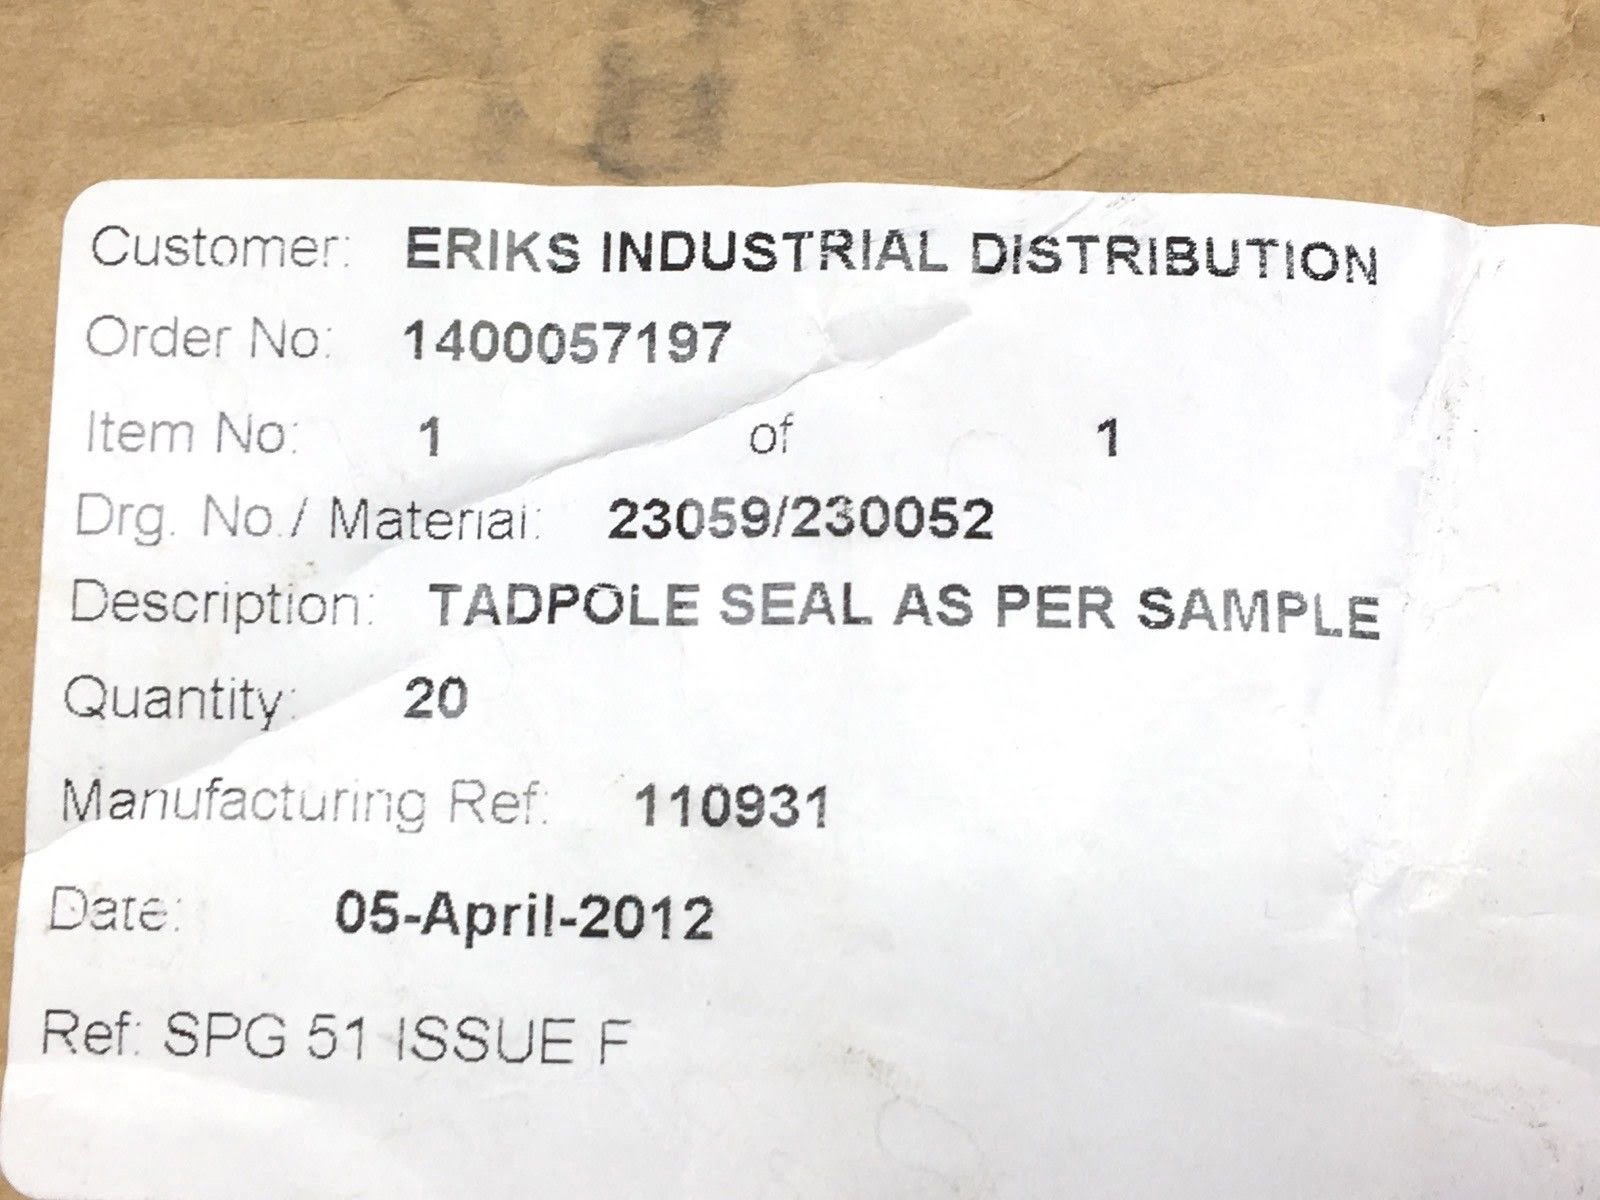 Customer: ERIKS INDUSTRIAL DISTRIBUTION
Order No: 1400057197
Item No: 1 of 1
Drg. No./ Material: 23059/230052
Description: TADPOLE SEAL AS PER SAMPLE
Quantity: 20
Manufacturing Ref: 110931
Date: 05-April-2012
Ref: SPG 51 ISSUE F